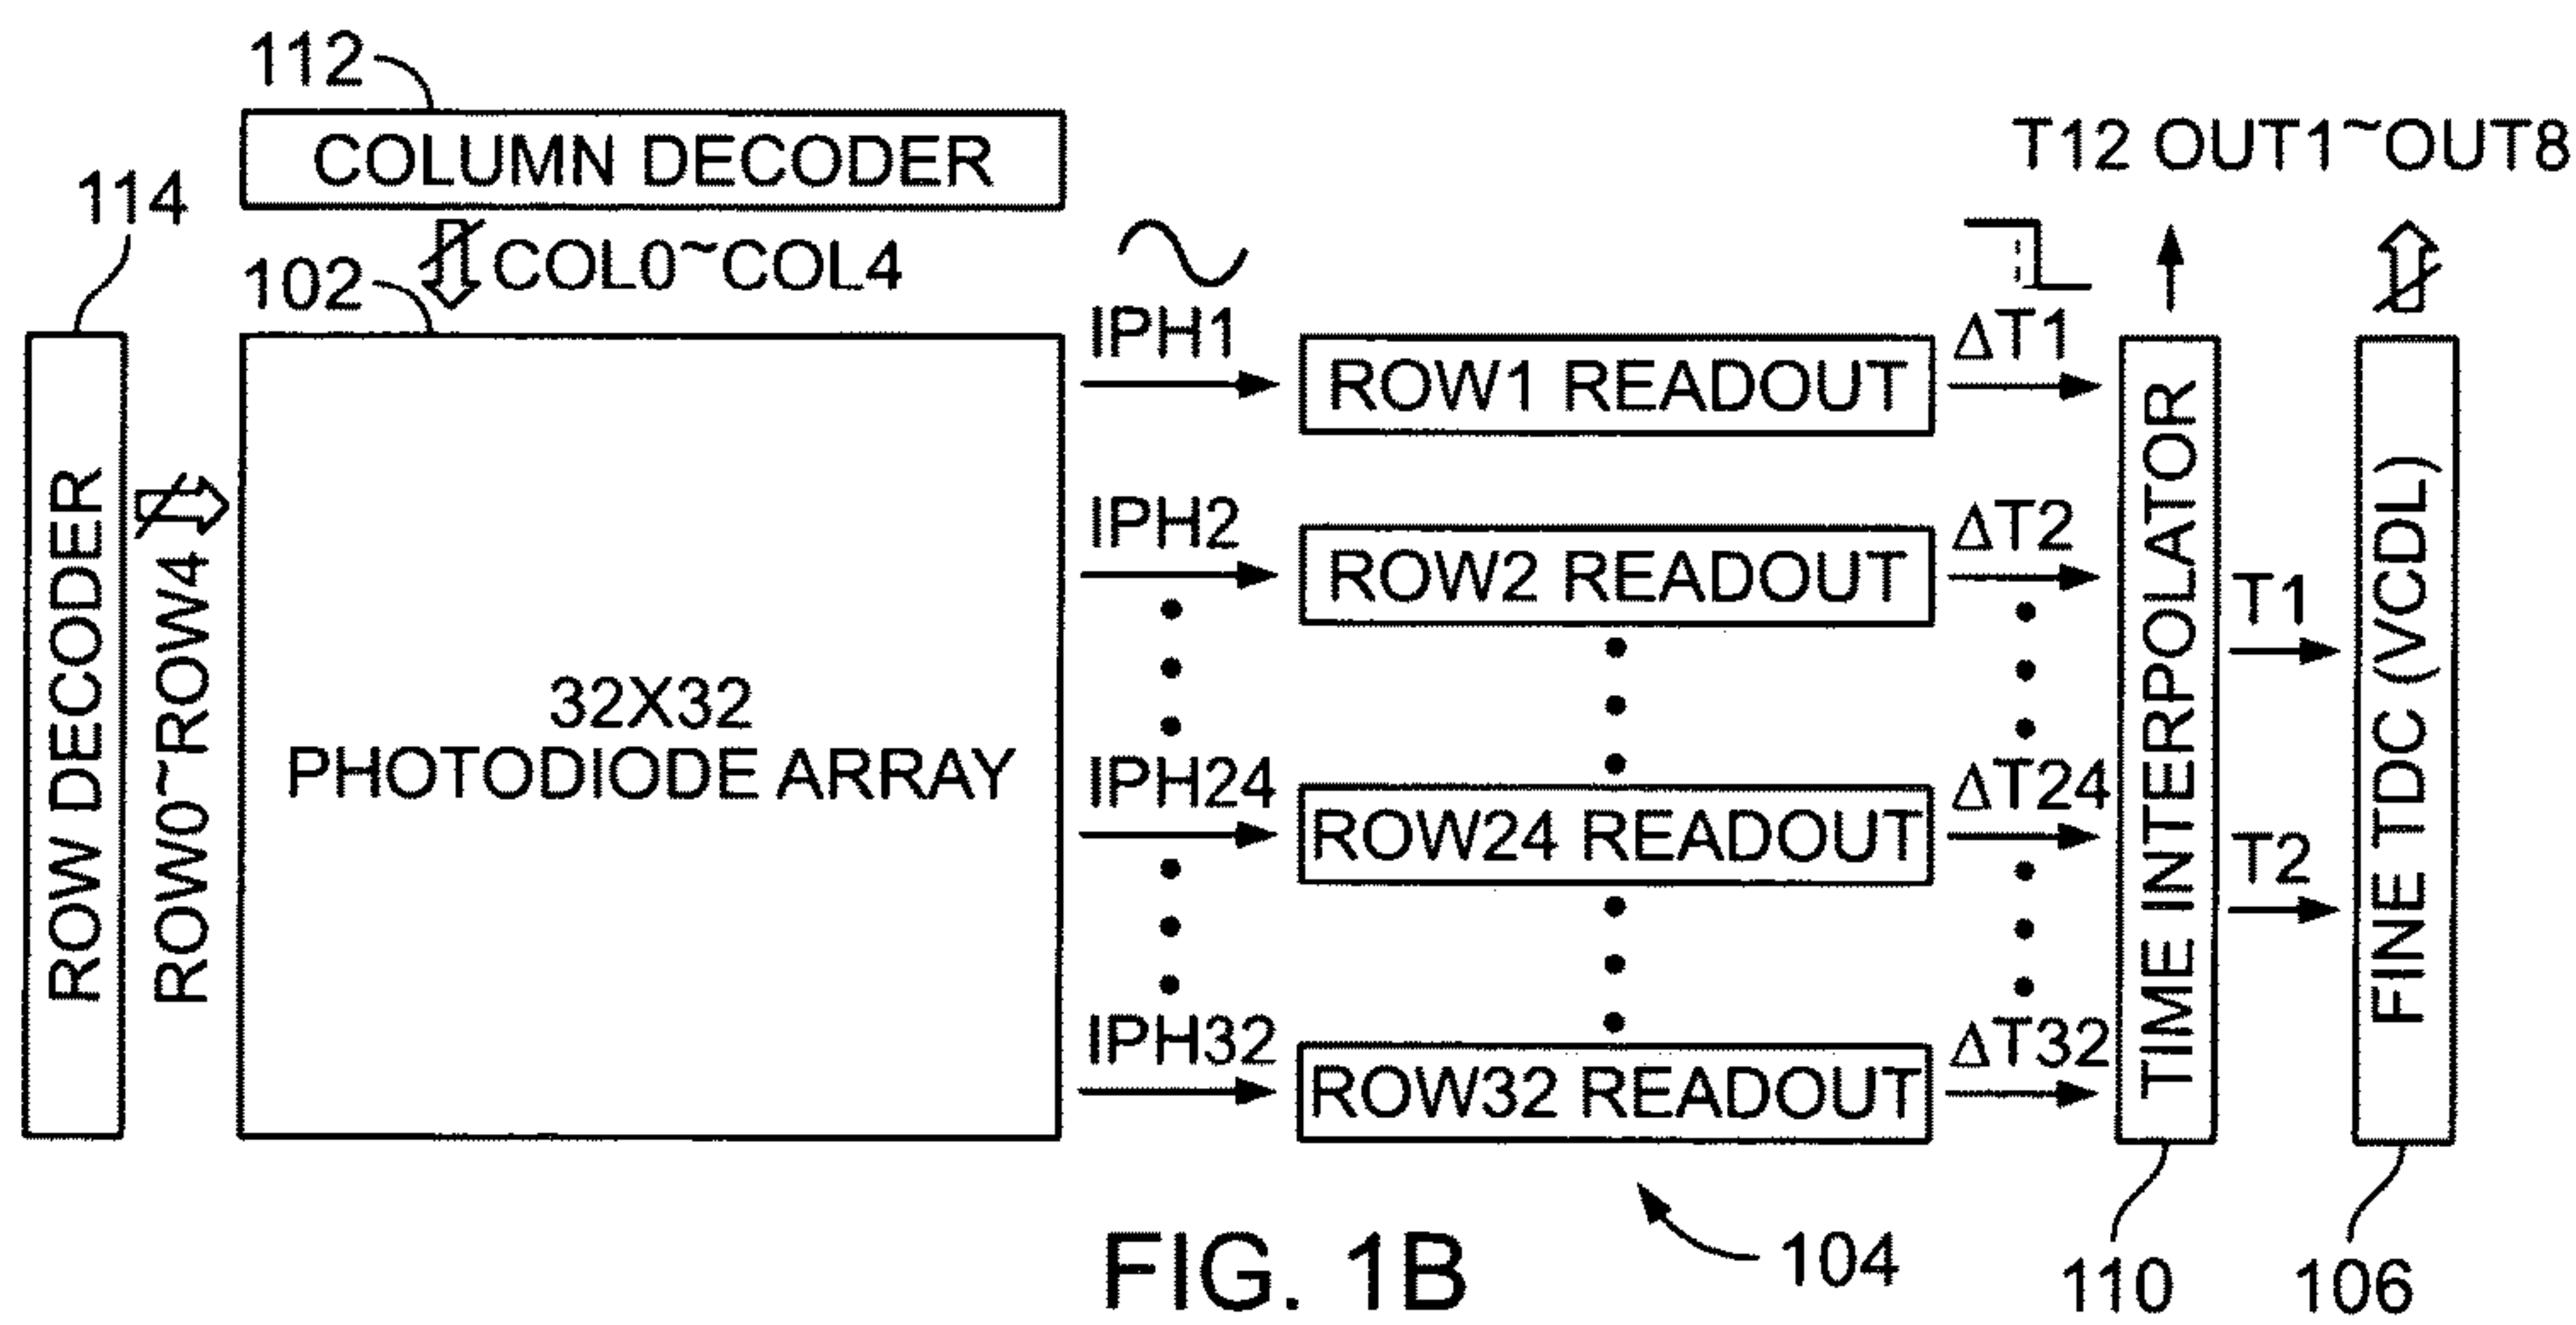 112
COLUMN DECODER
T12 OUT1~OUT8
114
COL0~COL4
102
ROW DECODER
ROW0~ROW4
32X32
PHOTODIODE ARRAY
IPH1
ROW1 READOUT
ΔT1
IPH2
ROW2 READOUT
ΔT2
IPH24
ROW24 READOUT
ΔT24
IPH32
ROW32 READOUT
ΔT32
TIME INTERPOLATOR
T1
T2
FINE TDC (VCDL)
104
110
106
FIG. 1B